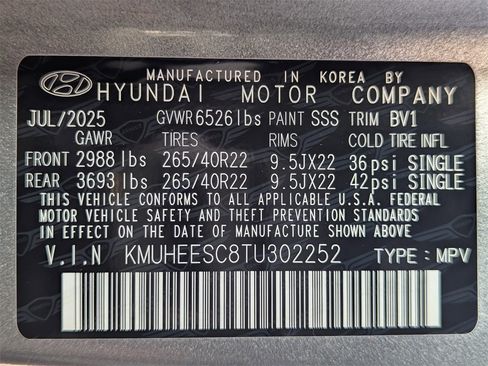 MANUFACTURED IN KOREA BY
HYUNDAI MOTOR COMPANY
JUL/2025 GVWR 6526 lbs PAINT SSS TRIM BV1
GAWR TIRES RIMS COLD TIRE INFL
FRONT 2988 lbs 265/40R22 9.5JX22 36psi SINGLE
REAR 3693 lbs 265/40R22 9.5JX22 42psi SINGLE
THIS VEHICLE CONFORMS TO ALL APPLICABLE U.S.A. FEDERAL
MOTOR VEHICLE SAFETY AND THEFT PREVENTION STANDARDS
IN EFFECT ON THE DATE OF MANUFACTURE SHOWN ABOVE
V.I.N KMUHEESC8TU302252 TYPE : MPV